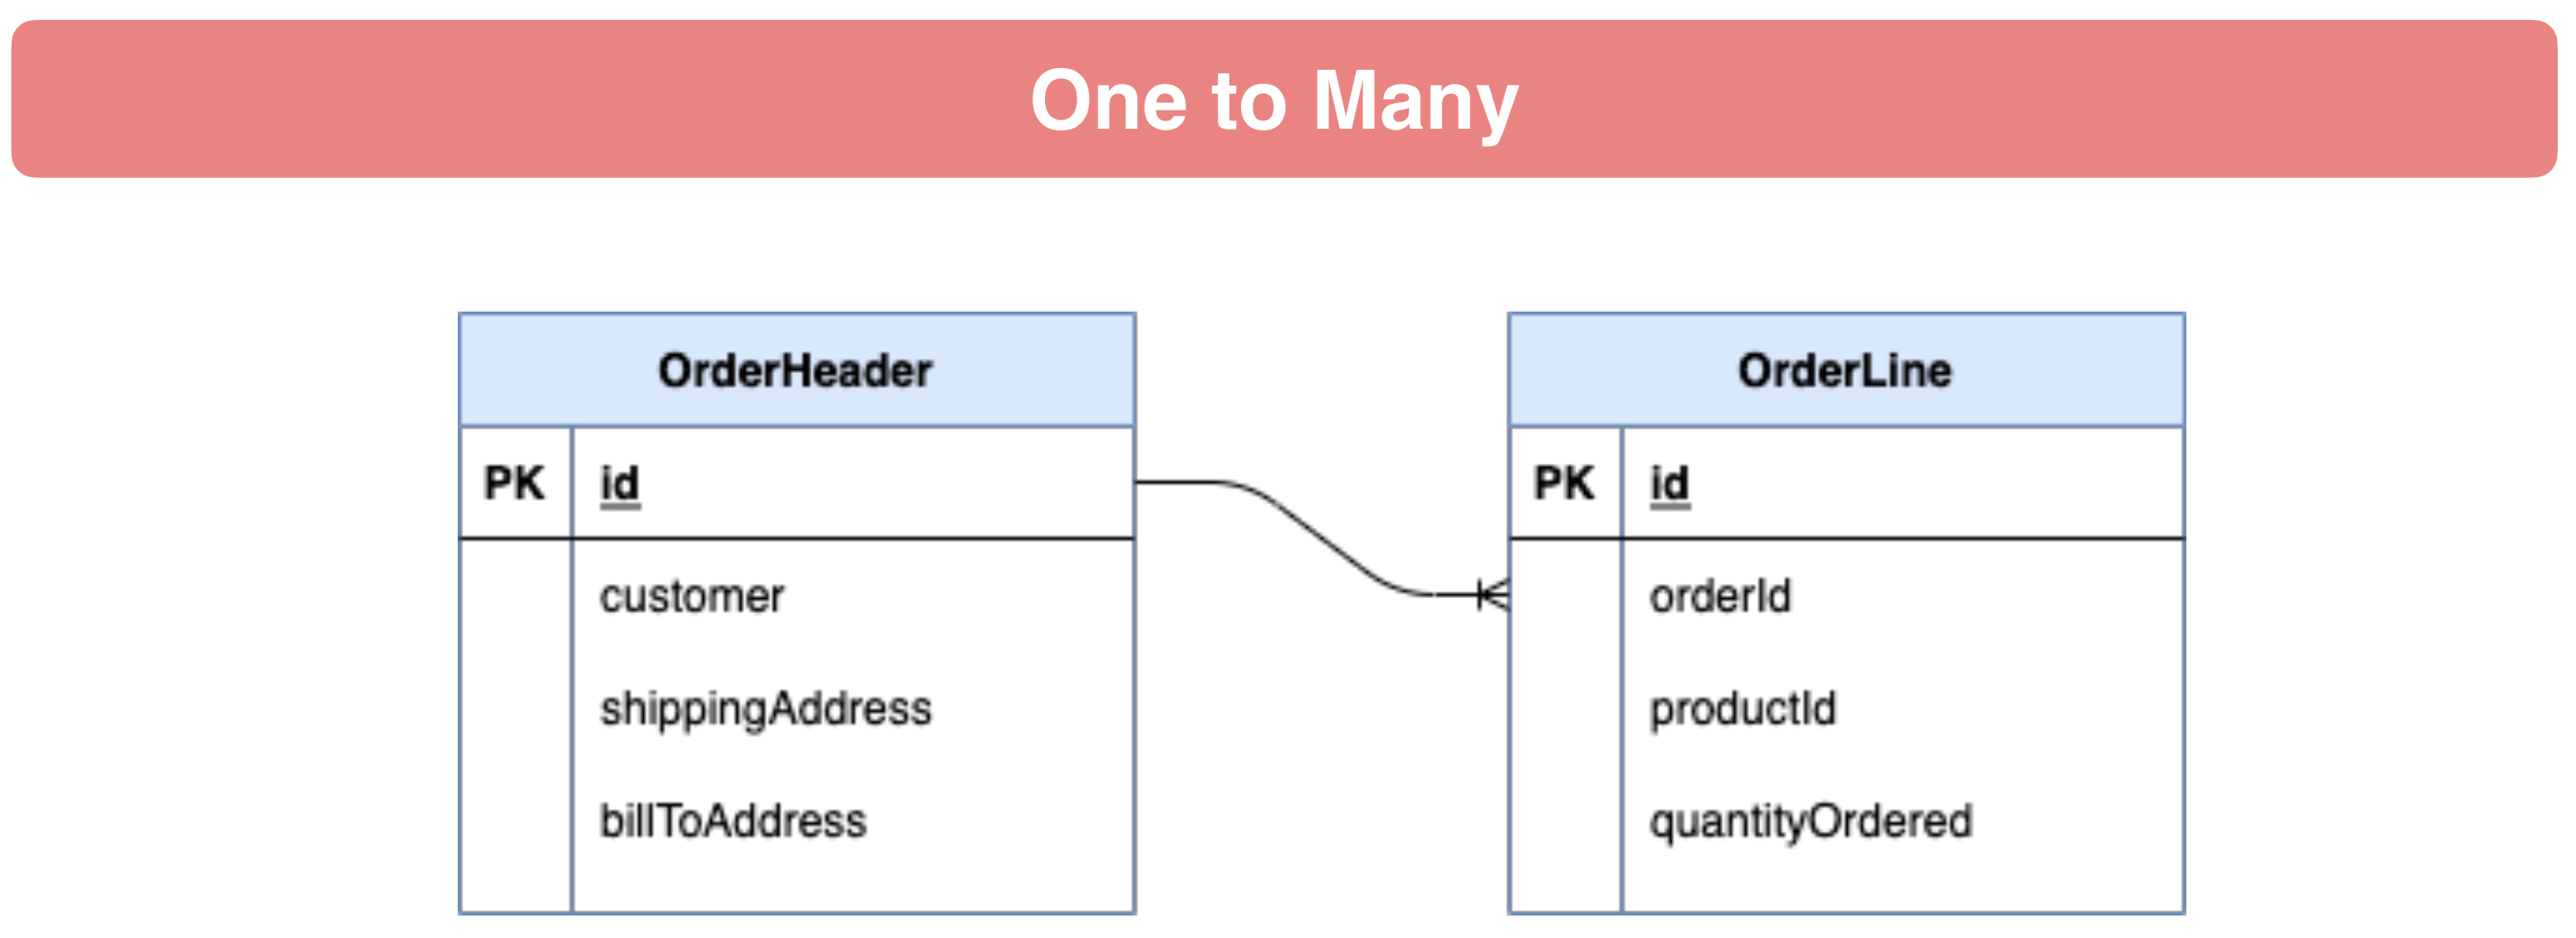 One to Many
OrderHeader
PK id
customer
shippingAddress
billToAddress
OrderLine
PK id
orderId
productId
quantityOrdered